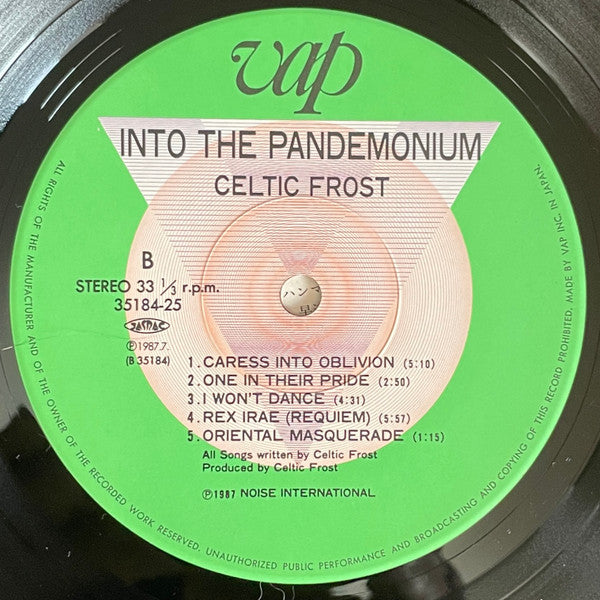 vap
INTO THE PANDEMONIUM
CELTIC FROST
B
STEREO 33 1/3 r.p.m.
35184-25
JASRAC
Ⓟ1987.7.
(B 35184)
1.CARESS INTO OBLIVION (5:10)
2.ONE IN THEIR PRIDE (2:50)
3.I WON'T DANCE (4:31)
4.REX IRAE (REQUIEM) (5:57)
5.ORIENTAL MASQUERADE (1:15)
All Songs written by Celtic Frost
Produced by Celtic Frost
Ⓟ1987 NOISE INTERNATIONAL
ALL RIGHTS OF THE MANUFACTURER AND OF THE OWNER OF THE RECORDED WORK RESERVED. UNAUTHORIZED PUBLIC PERFORMANCE AND BROADCASTING AND COPYING OF THIS RECORD PROHIBITED. MADE BY VAP INC. IN JAPAN.